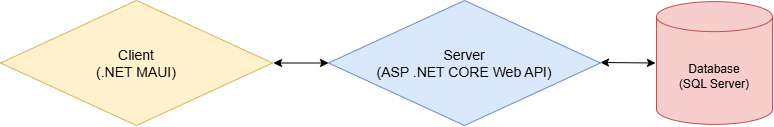 Client
(.NET MAUI)
Server
(ASP .NET CORE Web API)
Database
(SQL Server)